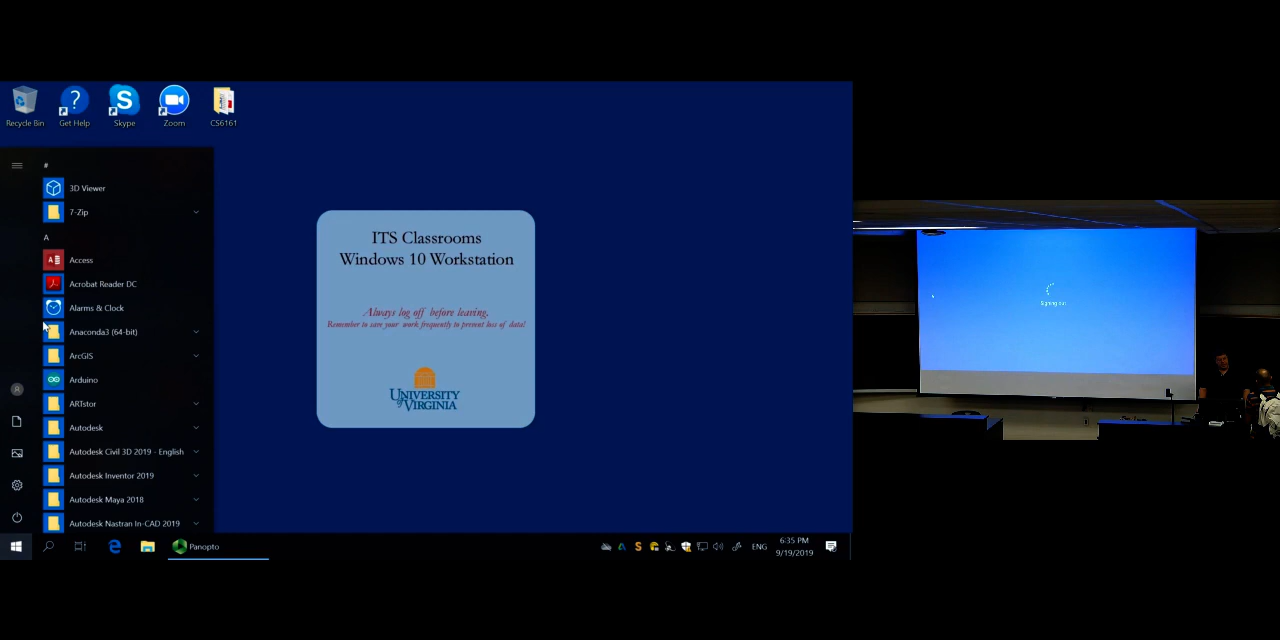 Recycle Bin
Get Help
Skype
Zoom
CS6161
#
3D Viewer
7-Zip
A
Access
Acrobat Reader DC
Alarms & Clock
Anaconda3 (64-bit)
ArcGIS
Arduino
ARTstor
Autodesk
Autodesk Civil 3D 2019 - English
Autodesk Inventor 2019
Autodesk Maya 2018
Autodesk Nastran In-CAD 2019
ITS Classrooms
Windows 10 Workstation
Always log off before leaving.
Remember to save your work frequently to prevent loss of data!
UNIVERSITY
of VIRGINIA
Panopto
ENG
6:35 PM
9/19/2019
Signing out